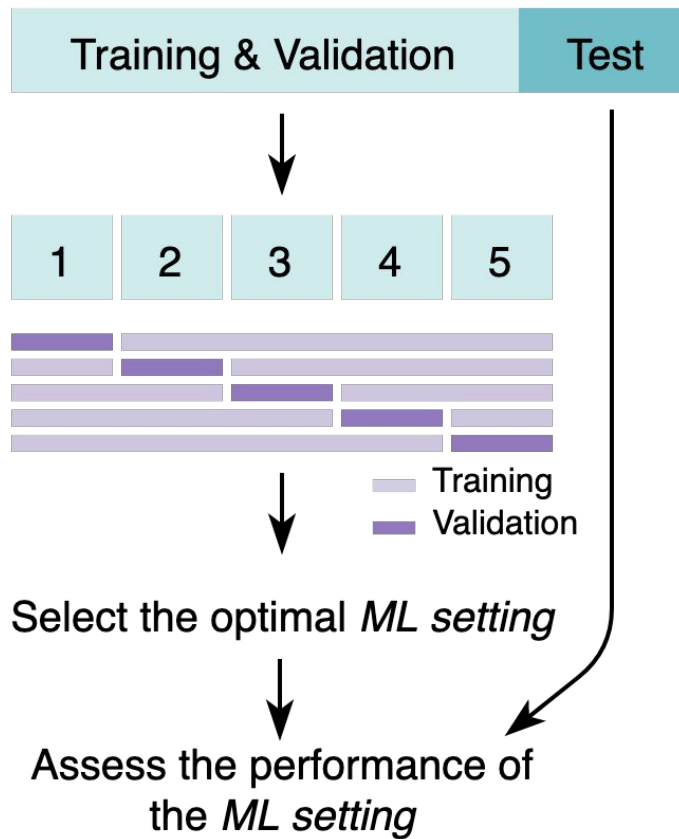 Training & Validation
Test
1 2 3 4 5
Training
Validation
Select the optimal ML setting
Assess the performance of
the ML setting